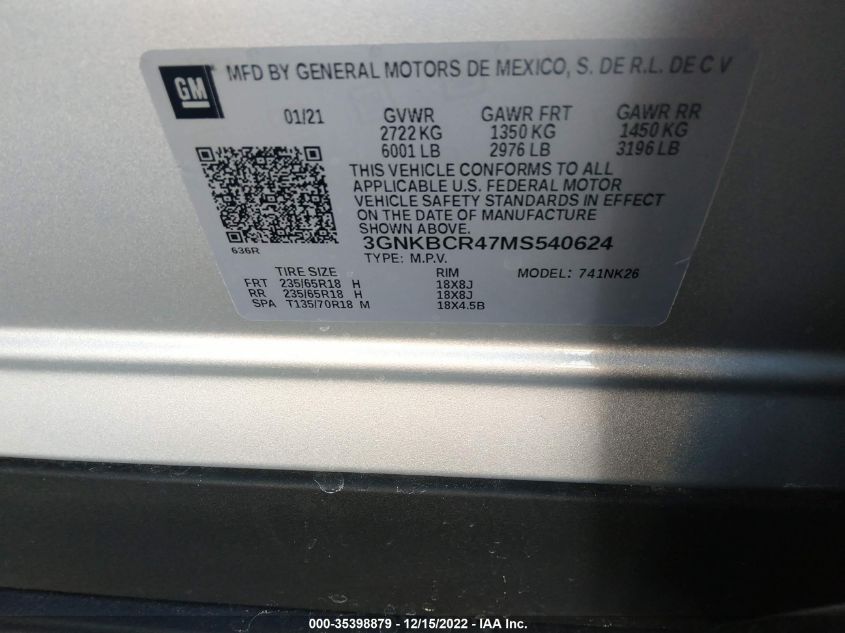 GM
MFD BY GENERAL MOTORS DE MEXICO, S. DE R.L. DE C V
01/21 GVWR GAWR FRT GAWR RR
2722 KG 1350 KG 1450 KG
6001 LB 2976 LB 3196 LB
THIS VEHICLE CONFORMS TO ALL
APPLICABLE U.S. FEDERAL MOTOR
VEHICLE SAFETY STANDARDS IN EFFECT
ON THE DATE OF MANUFACTURE
SHOWN ABOVE.
636R 3GNKBCR47MS540624
TYPE: M.P.V. MODEL: 741NK26
TIRE SIZE RIM
FRT 235/65R18 H 18X8J
RR 235/65R18 H 18X8J
SPA T135/70R18 M 18X4.5B
000-35398879 - 12/15/2022 - IAA Inc.